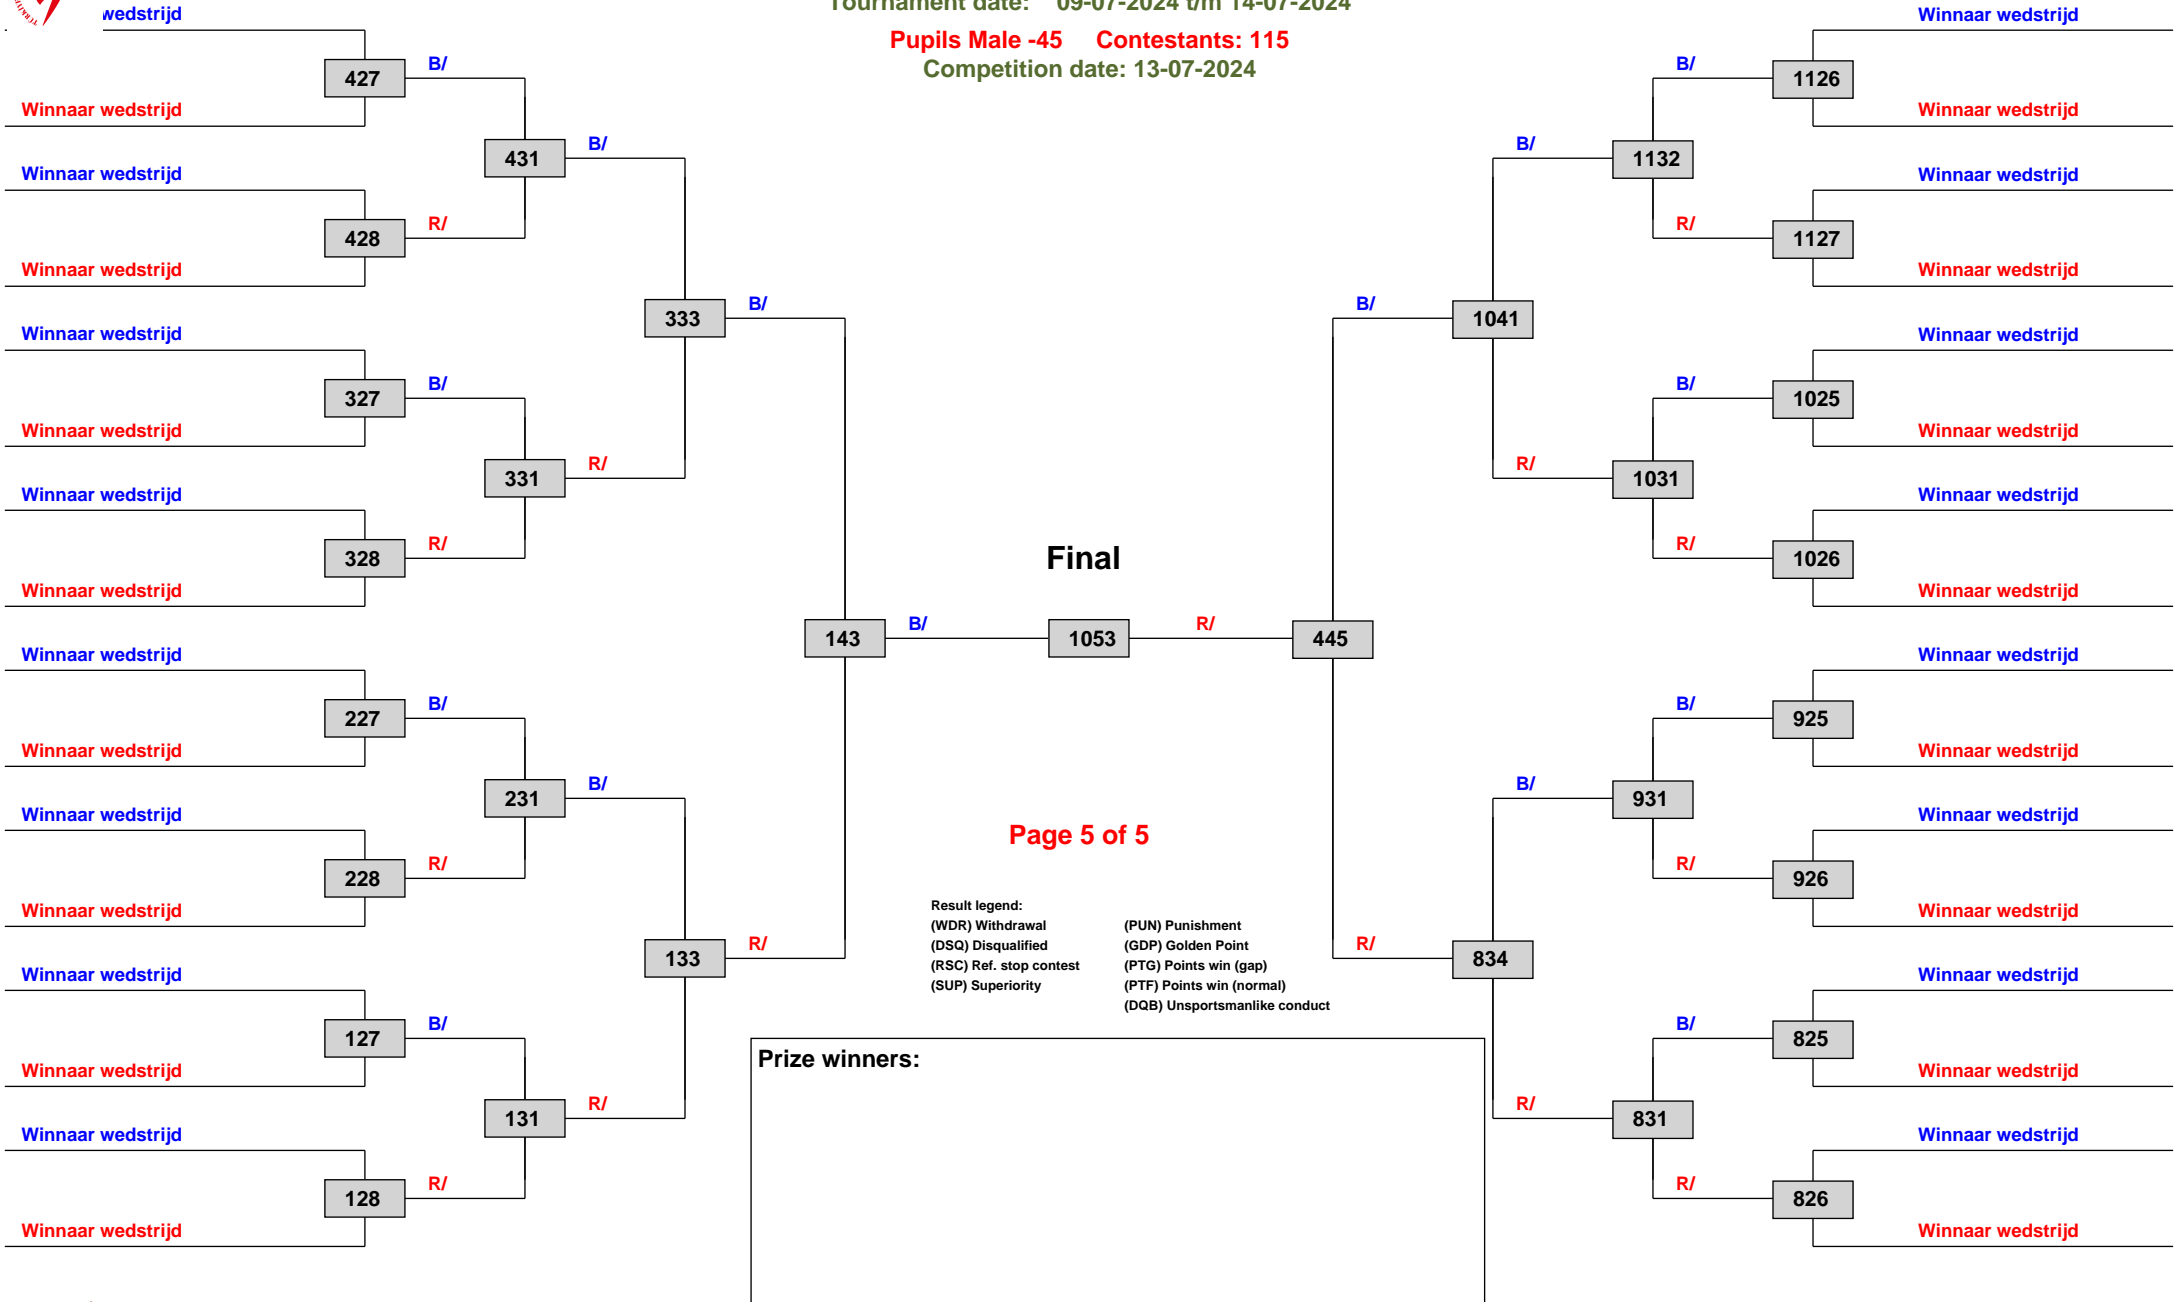 Tournament date: 09-07-2024 t/m 14-07-2024
Pupils Male -45 Contestants: 115
Competition date: 13-07-2024
wedstrijd
427
B/
Winnaar wedstrijd
431
B/
Winnaar wedstrijd
428
R/
Winnaar wedstrijd
333
B/
Winnaar wedstrijd
327
B/
Winnaar wedstrijd
331
R/
Winnaar wedstrijd
328
R/
Winnaar wedstrijd
143
B/
Winnaar wedstrijd
227
B/
Winnaar wedstrijd
231
B/
Winnaar wedstrijd
228
R/
Winnaar wedstrijd
133
R/
Winnaar wedstrijd
127
B/
Winnaar wedstrijd
131
R/
Winnaar wedstrijd
128
R/
Winnaar wedstrijd
Final
1053
R/
445
Winnaar wedstrijd
B/
1126
Winnaar wedstrijd
B/
1132
Winnaar wedstrijd
R/
1127
Winnaar wedstrijd
B/
1041
Winnaar wedstrijd
B/
1025
Winnaar wedstrijd
R/
1031
Winnaar wedstrijd
R/
1026
Winnaar wedstrijd
Winnaar wedstrijd
B/
925
Winnaar wedstrijd
B/
931
Winnaar wedstrijd
R/
926
Winnaar wedstrijd
R/
834
Winnaar wedstrijd
B/
825
Winnaar wedstrijd
R/
831
Winnaar wedstrijd
R/
826
Winnaar wedstrijd
Page 5 of 5
Result legend:
(WDR) Withdrawal (PUN) Punishment
(DSQ) Disqualified (GDP) Golden Point
(RSC) Ref. stop contest (PTG) Points win (gap)
(SUP) Superiority (PTF) Points win (normal)
(DQB) Unsportsmanlike conduct
Prize winners: